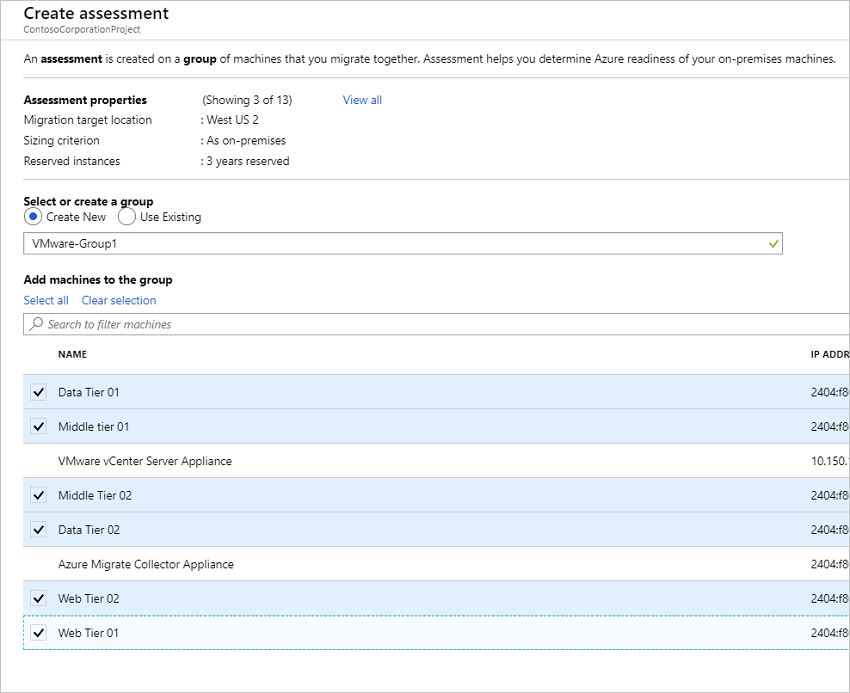 Create assessment
ContosoCorporationProject
An assessment is created on a group of machines that you migrate together. Assessment helps you determine Azure readiness of your on-premises machines.
Assessment properties (Showing 3 of 13) View all
Migration target location : West US 2
Sizing criterion : As on-premises
Reserved instances : 3 years reserved
Select or create a group
Create New Use Existing
VMware-Group1
Add machines to the group
Select all Clear selection
Search to filter machines
NAME IP ADDR
Data Tier 01 2404:f8
Middle tier 01 2404:f8
VMware vCenter Server Appliance 10.150.
Middle Tier 02 2404:f8
Data Tier 02 2404:f8
Azure Migrate Collector Appliance 2404:f8
Web Tier 02 2404:f8
Web Tier 01 2404:f8